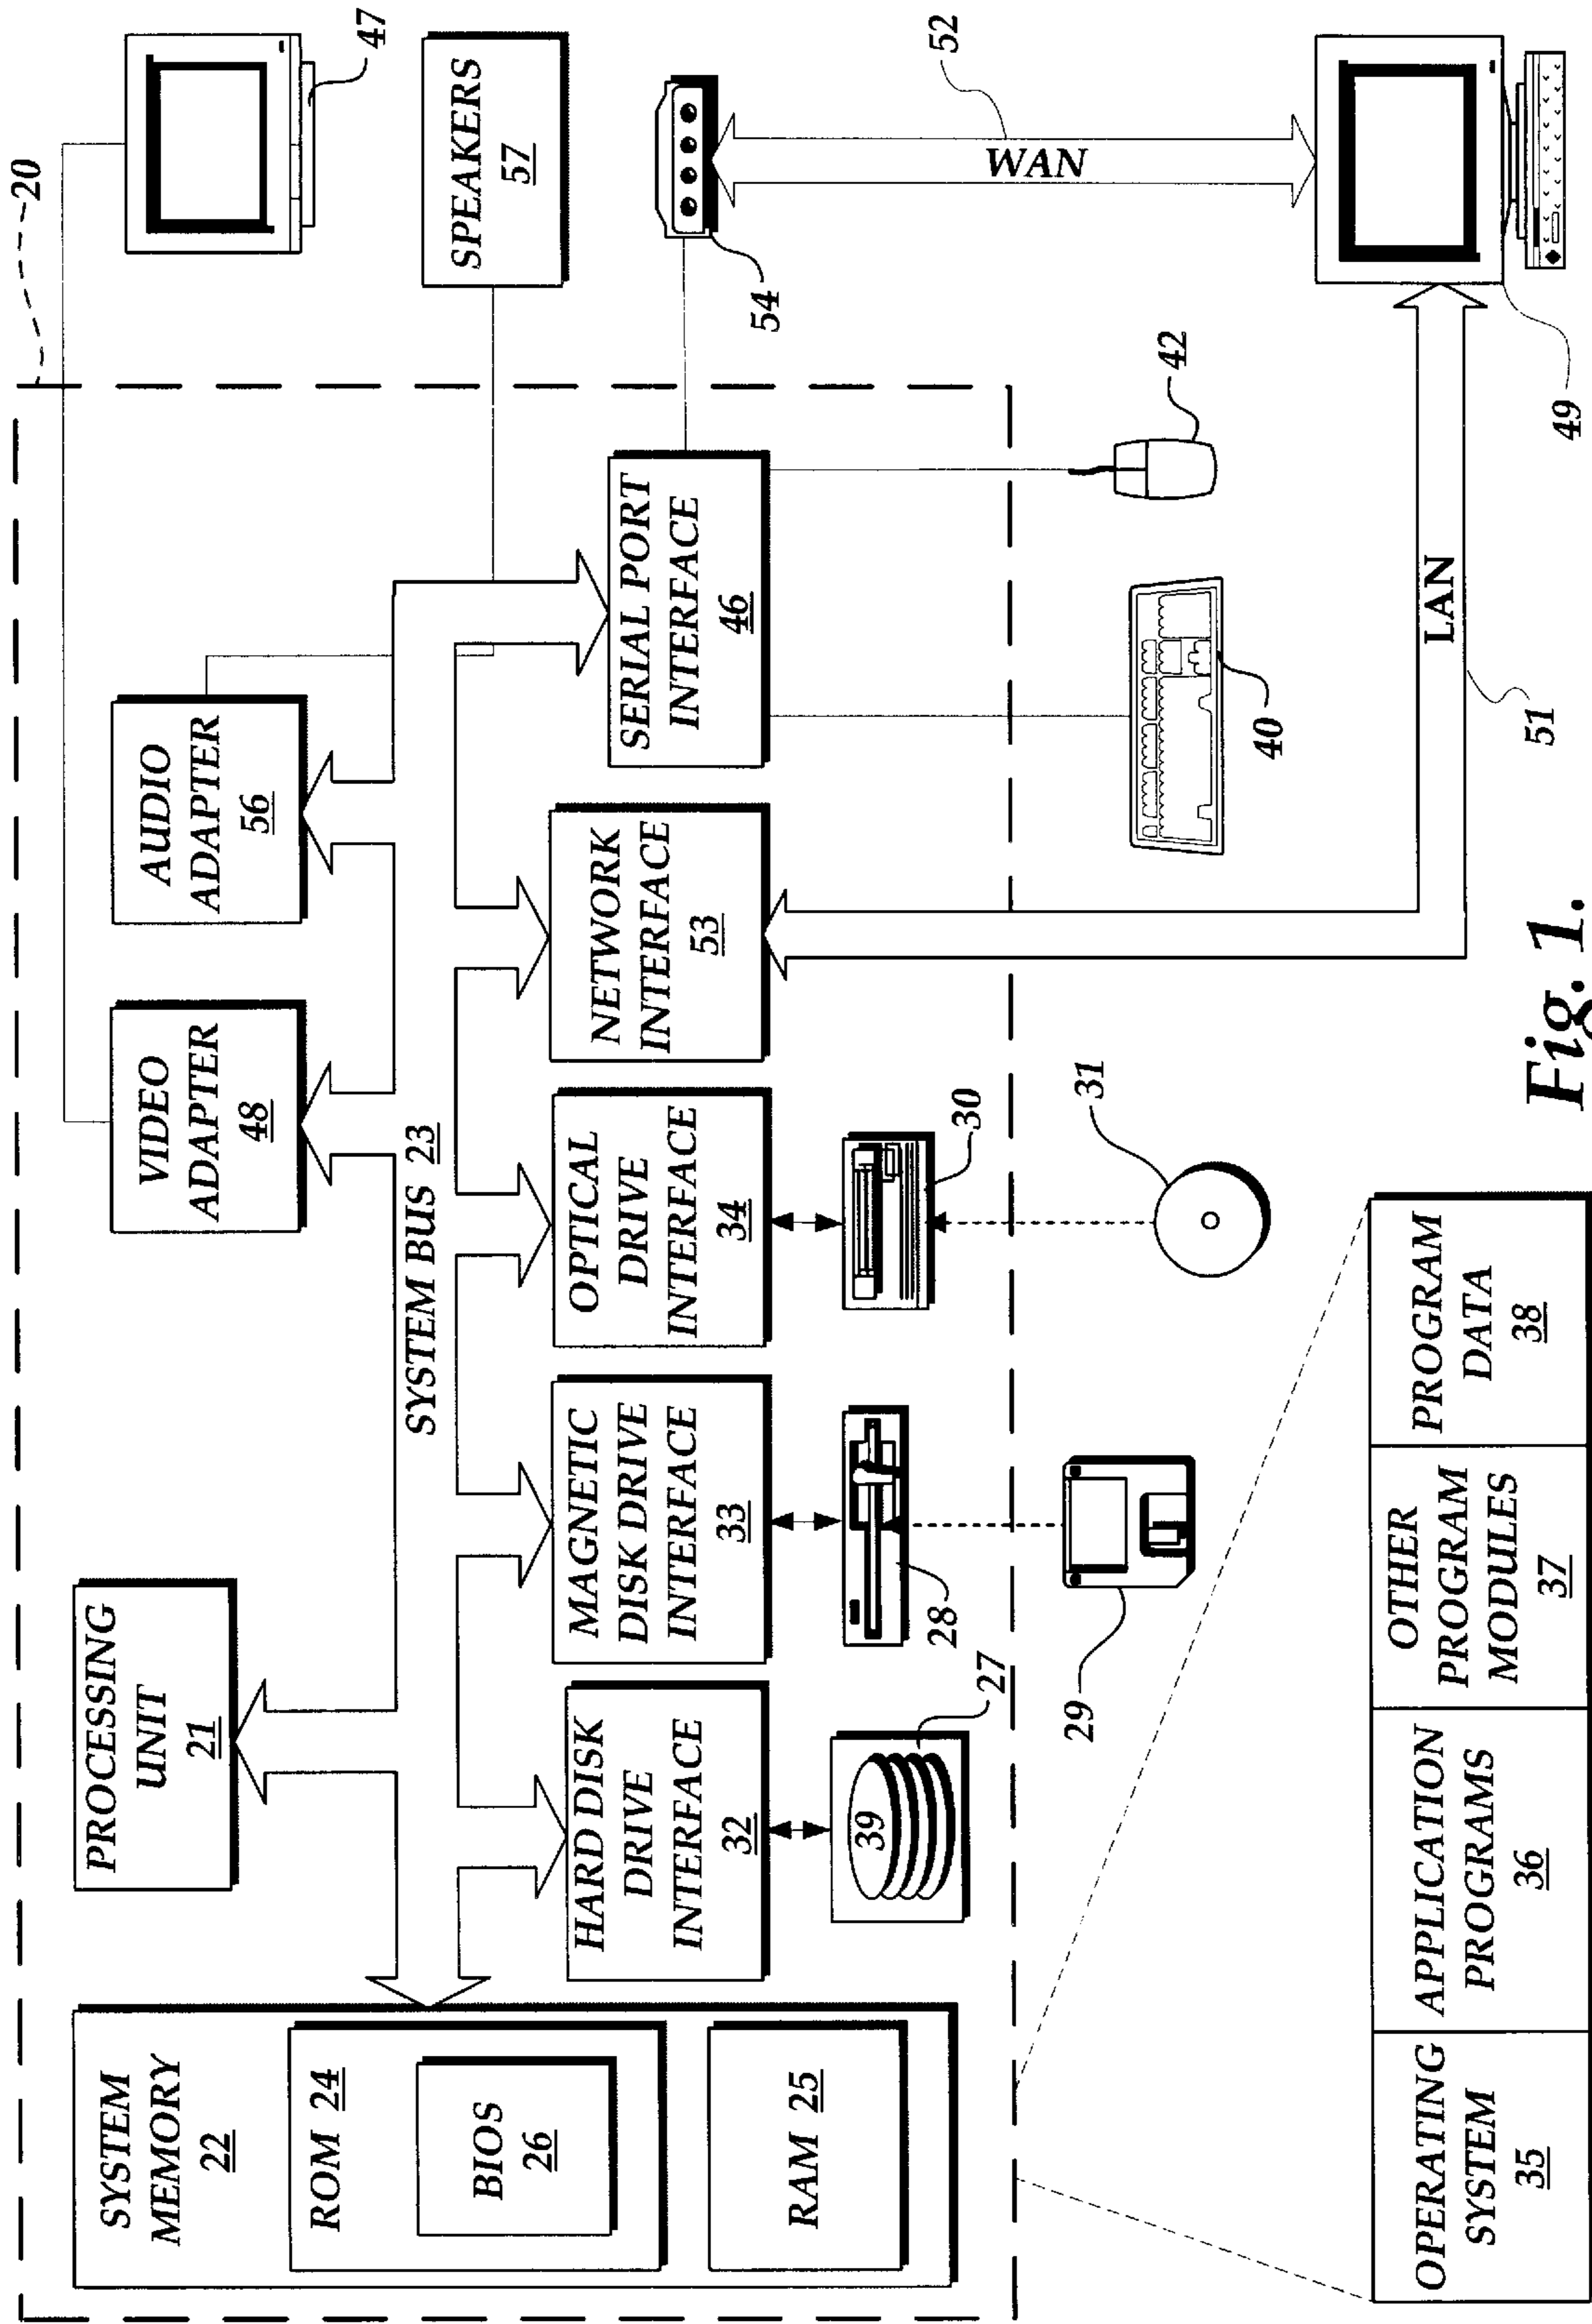 20
47
SYSTEM
MEMORY
22
ROM 24
BIOS
26
RAM 25
PROCESSING
UNIT
21
VIDEO
ADAPTER
48
AUDIO
ADAPTER
56
SPEAKERS
57
SYSTEM BUS 23
HARD DISK
DRIVE
INTERFACE
32
MAGNETIC
DISK DRIVE
INTERFACE
33
OPTICAL
DRIVE
INTERFACE
34
NETWORK
INTERFACE
53
SERIAL PORT
INTERFACE
46
54
52
WAN
39
27
28
30
29
31
40
42
OPERATING
SYSTEM
35
APPLICATION
PROGRAMS
36
OTHER
PROGRAM
MODULES
37
PROGRAM
DATA
38
LAN
51
49
Fig. 1.